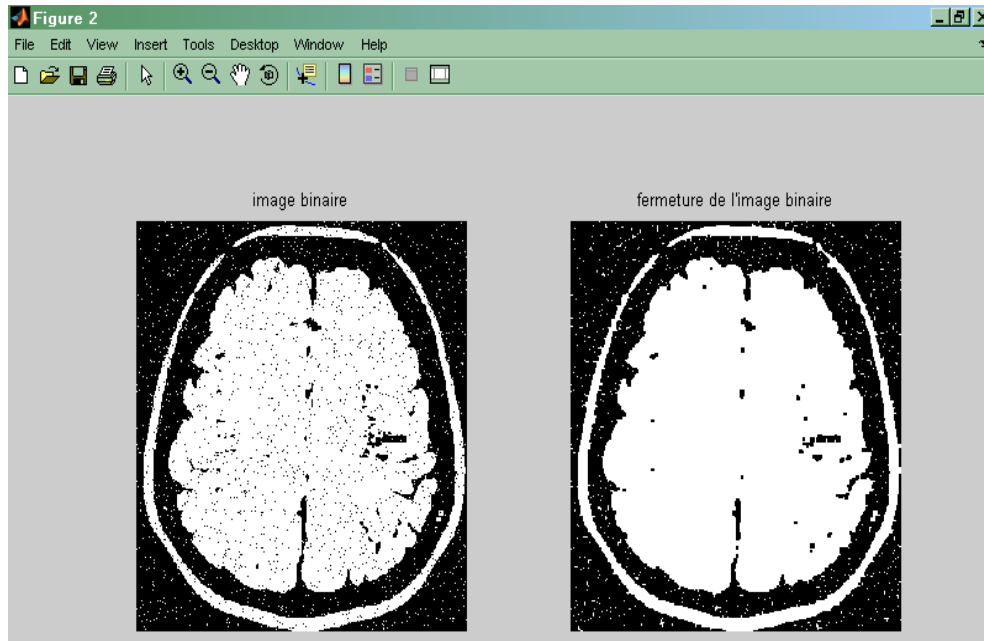 Figure 2
File Edit View Insert Tools Desktop Window Help
image binaire
fermeture de l'image binaire